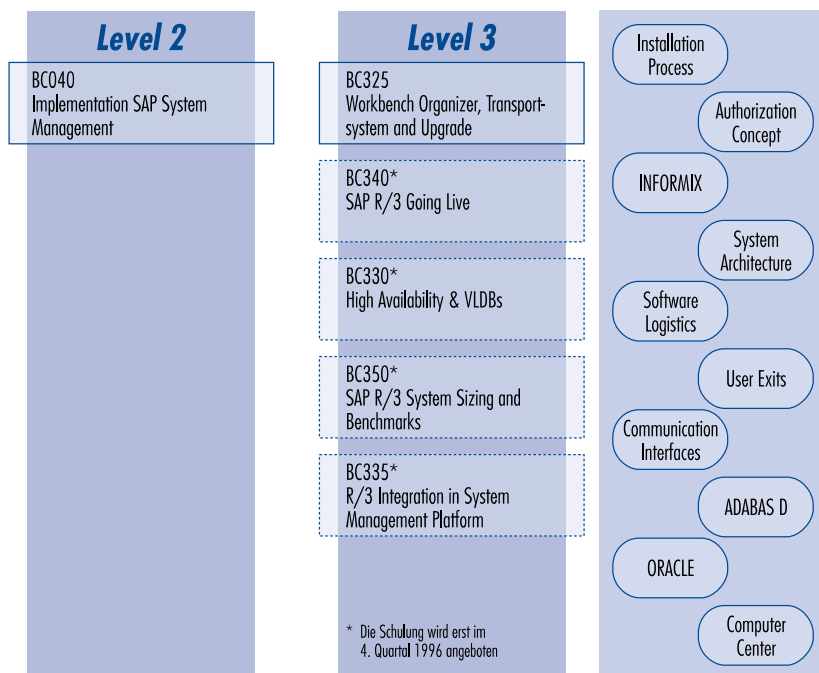 Level 2
BC040
Implementation SAP System
Management
Level 3
BC325
Workbench Organizer, Transport-
system and Upgrade
BC340*
SAP R/3 Going Live
BC330*
High Availability & VLDBs
BC350*
SAP R/3 System Sizing and
Benchmarks
BC335*
R/3 Integration in System
Management Platform
* Die Schulung wird erst im
4. Quartal 1996 angeboten
Installation
Process
Authorization
Concept
INFORMIX
System
Architecture
Software
Logistics
User Exits
Communication
Interfaces
ADABAS D
ORACLE
Computer
Center